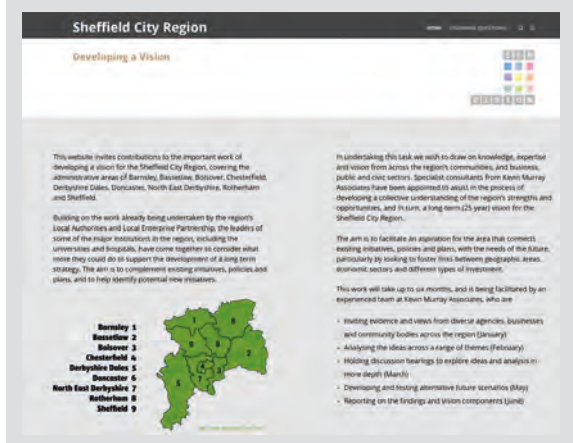 Sheffield City Region
HOME
Developing a Vision
SCR
VISION
This website invites contributions to the important work of
developing a vision for the Sheffield City Region, covering the
administrative areas of Barnsley, Bassetlaw, Bolsover, Chesterfield,
Derbyshire Dales, Doncaster, North East Derbyshire, Rotherham
and Sheffield.
Building on the work already being undertaken by the region's
Local Authorities and Local Enterprise Partnership, the leaders of
some of the major institutions in the region, including the
universities and hospitals, have come together to consider what
more they could do to support the development of a long term
strategy. The aim is to complement existing initiatives, policies and
plans, and to help identify potential new initiatives.
Barnsley 1
Bassetlaw 2
Bolsover 3
Chesterfield 4
Derbyshire Dales 5
Doncaster 6
North East Derbyshire 7
Rotherham 8
Sheffield 9
In undertaking this task we wish to draw on knowledge, expertise
and vision from across the region's communities, and business,
public and civic sectors. Specialist consultants from Kevin Murray
Associates have been appointed to assist in the process of
developing a collective understanding of the region's strengths and
opportunities, and in turn, a long-term (25 year) vision for the
Sheffield City Region.
The aim is to facilitate an aspiration for the area that connects
existing initiatives, policies and plans, with the needs of the future,
particularly by looking to foster links between geographic areas,
economic sectors and different types of investment.
This work will take up to six months, and is being facilitated by an
experienced team at Kevin Murray Associates, who are
• Inviting evidence and views from diverse agencies, businesses
and community bodies across the region (January)
• Analysing the ideas across a range of themes (February)
• Holding discussion hearings to explore ideas and analysis in
more depth (March)
• Developing and testing alternative future scenarios (May)
• Reporting on the findings and Vision components (June)